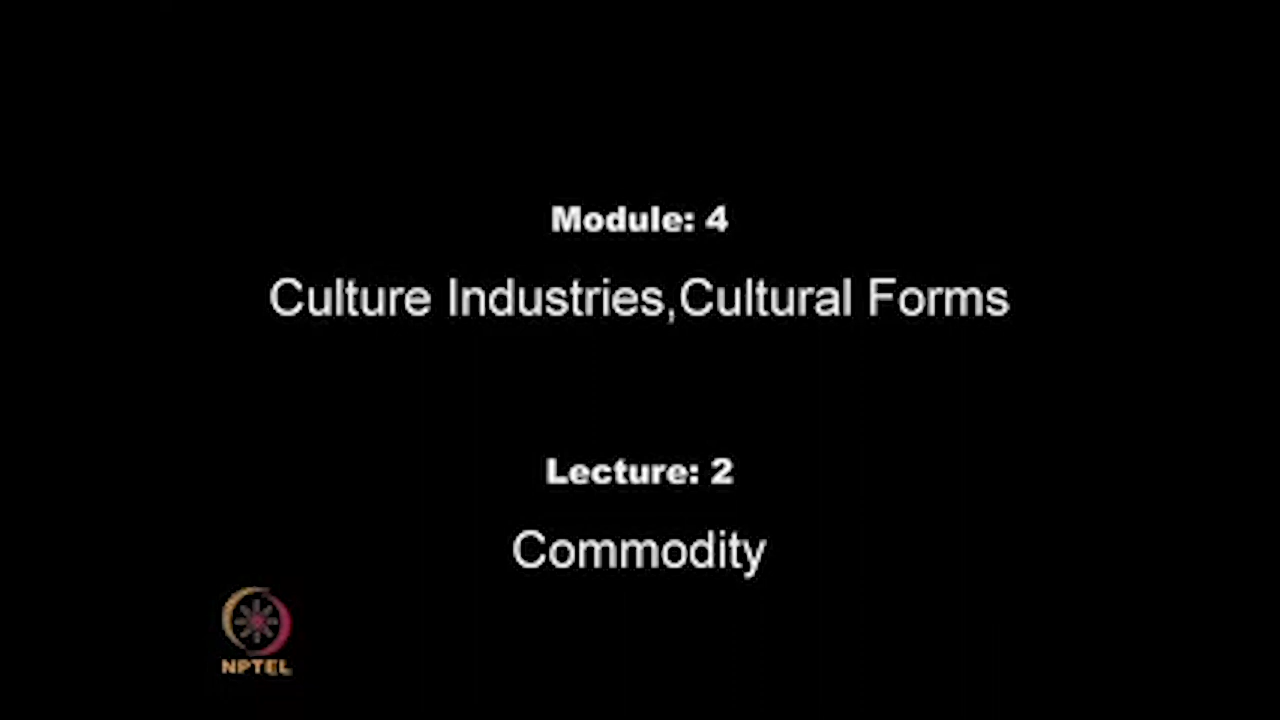 Module: 4
Culture Industries,Cultural Forms
Lecture: 2
Commodity
NPTEL